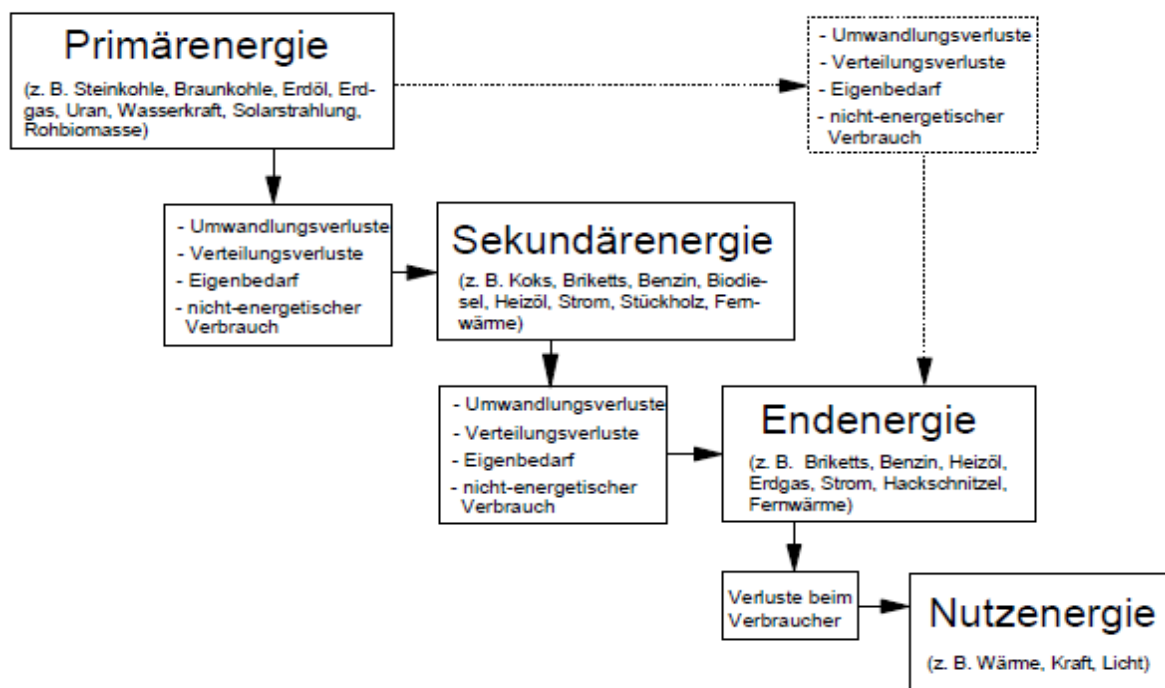 Primärenergie
(z. B. Steinkohle, Braunkohle, Erdöl, Erd-
gas, Uran, Wasserkraft, Solarstrahlung,
Rohbiomasse)
- Umwandlungsverluste
- Verteilungsverluste
- Eigenbedarf
- nicht-energetischer
Verbrauch
- Umwandlungsverluste
- Verteilungsverluste
- Eigenbedarf
- nicht-energetischer
Verbrauch
Sekundärenergie
(z. B. Koks, Briketts, Benzin, Biodie-
sel, Heizöl, Strom, Stückholz, Fern-
wärme)
- Umwandlungsverluste
- Verteilungsverluste
- Eigenbedarf
- nicht-energetischer
Verbrauch
Endenergie
(z. B. Briketts, Benzin, Heizöl,
Erdgas, Strom, Hackschnitzel,
Fernwärme)
Verluste beim
Verbraucher
Nutzenergie
(z. B. Wärme, Kraft, Licht)